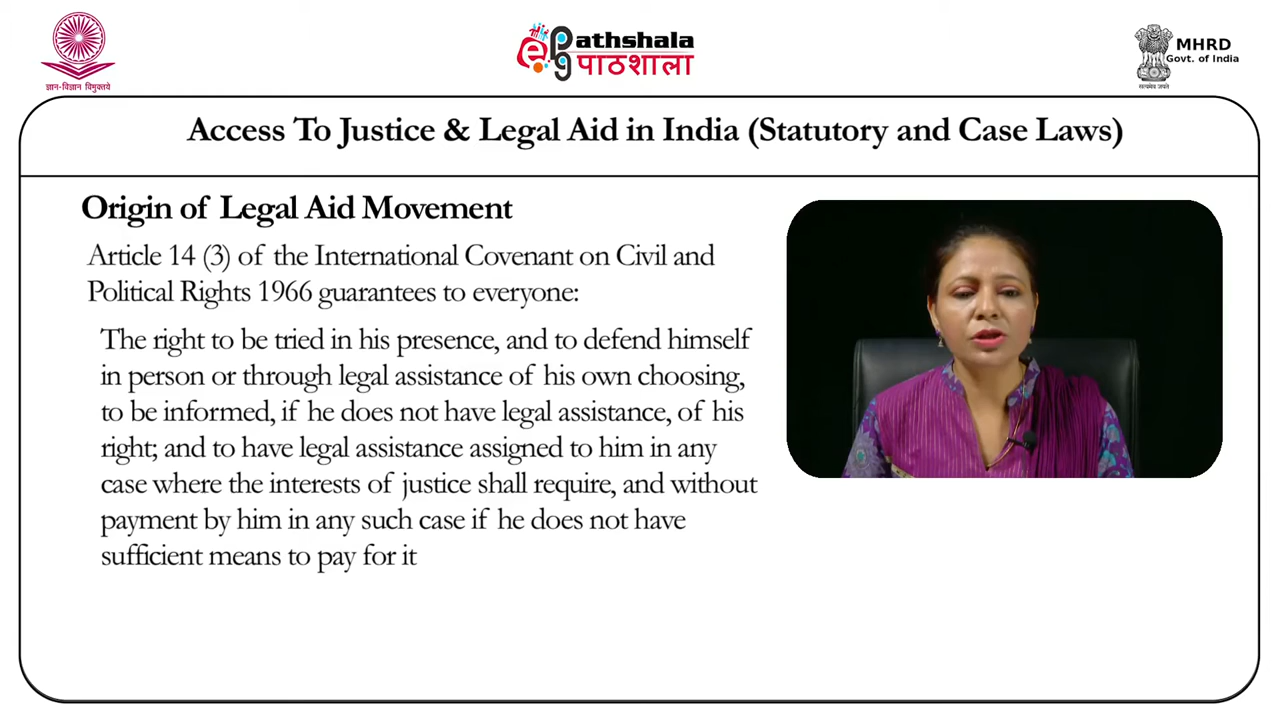 ज्ञान-विज्ञान विमुक्तये
ePg athshala
पाठशाला
MHRD
Govt. of India
सत्यमेव जयते
Access To Justice & Legal Aid in India (Statutory and Case Laws)
Origin of Legal Aid Movement
Article 14 (3) of the International Covenant on Civil and
Political Rights 1966 guarantees to everyone:
The right to be tried in his presence, and to defend himself
in person or through legal assistance of his own choosing,
to be informed, if he does not have legal assistance, of his
right; and to have legal assistance assigned to him in any
case where the interests of justice shall require, and without
payment by him in any such case if he does not have
sufficient means to pay for it